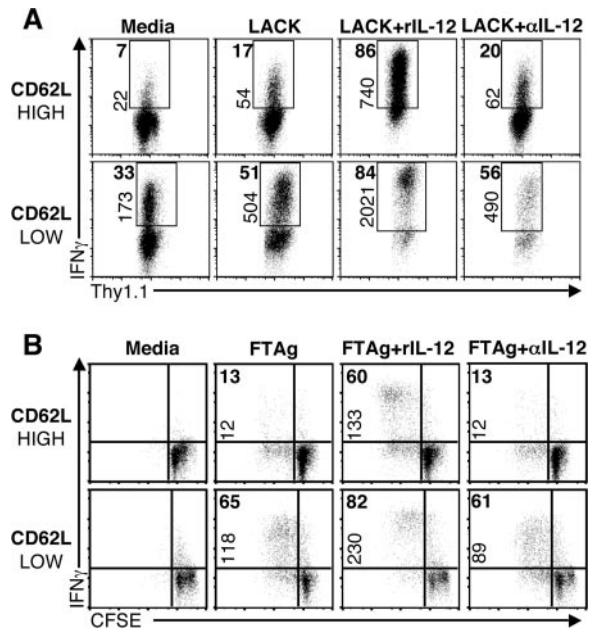 A
Media LACK LACK+rIL-12 LACK+αIL-12
CD62L
HIGH
7 17 86 20
22 54 740 62
CD62L
LOW
33 51 84 56
173 504 2021 490
IFNγ
Thy1.1
B
Media FTAg FTAg+rIL-12 FTAg+αIL-12
CD62L
HIGH
13 60 13
12 133 12
CD62L
LOW
65 82 61
118 230 89
IFNγ
CFSE